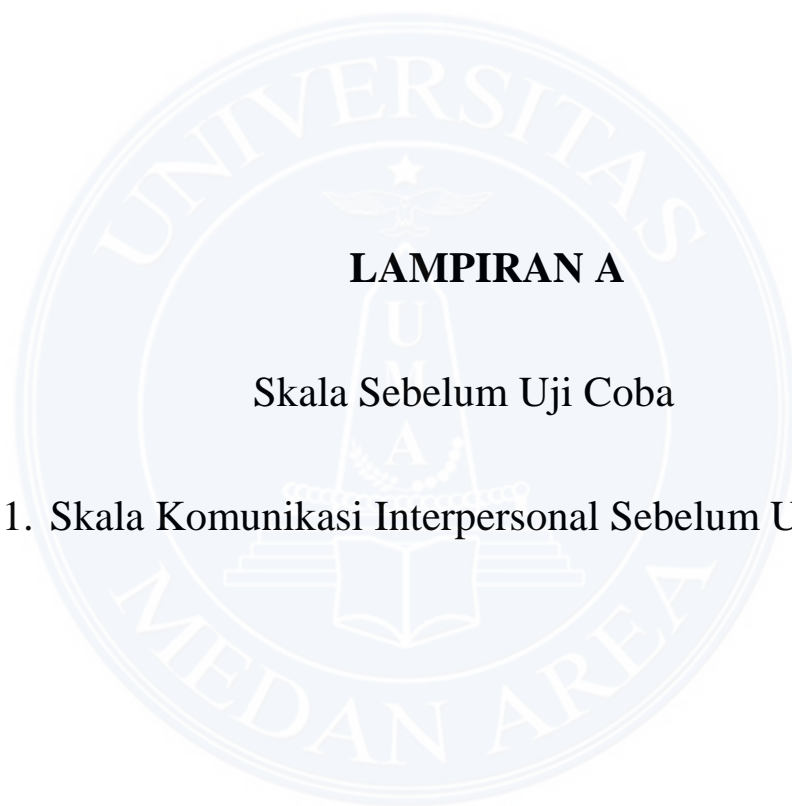 UNIVERSITAS
LAMPIRAN A
U
M
A
Skala Sebelum Uji Coba
1. Skala Komunikasi Interpersonal Sebelum U
MEDAN AREA